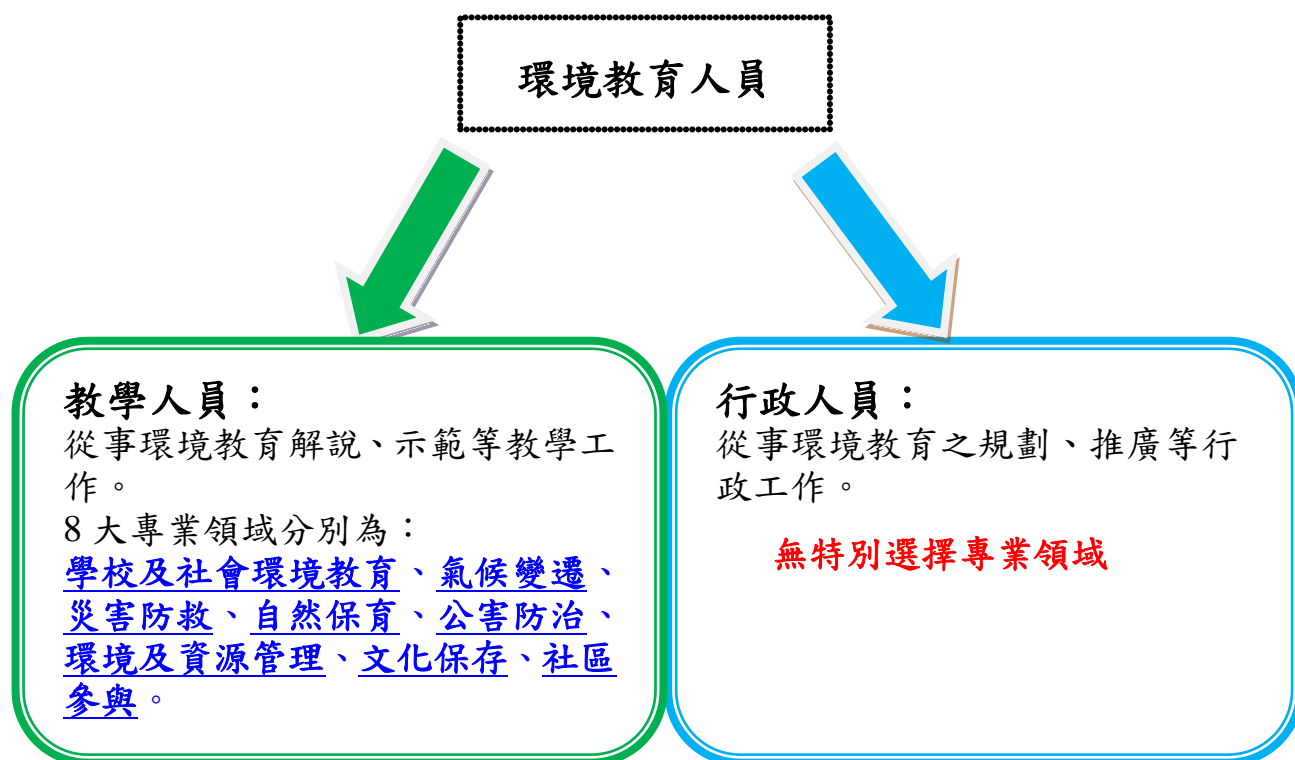 環境教育人員
教學人員：
從事環境教育解說、示範等教學工
作。
8 大專業領域分別為：
學校及社會環境教育、氣候變遷、
災害防救、自然保育、公害防治、
環境及資源管理、文化保存、社區
參與。
行政人員：
從事環境教育之規劃、推廣等行
政工作。
無特別選擇專業領域